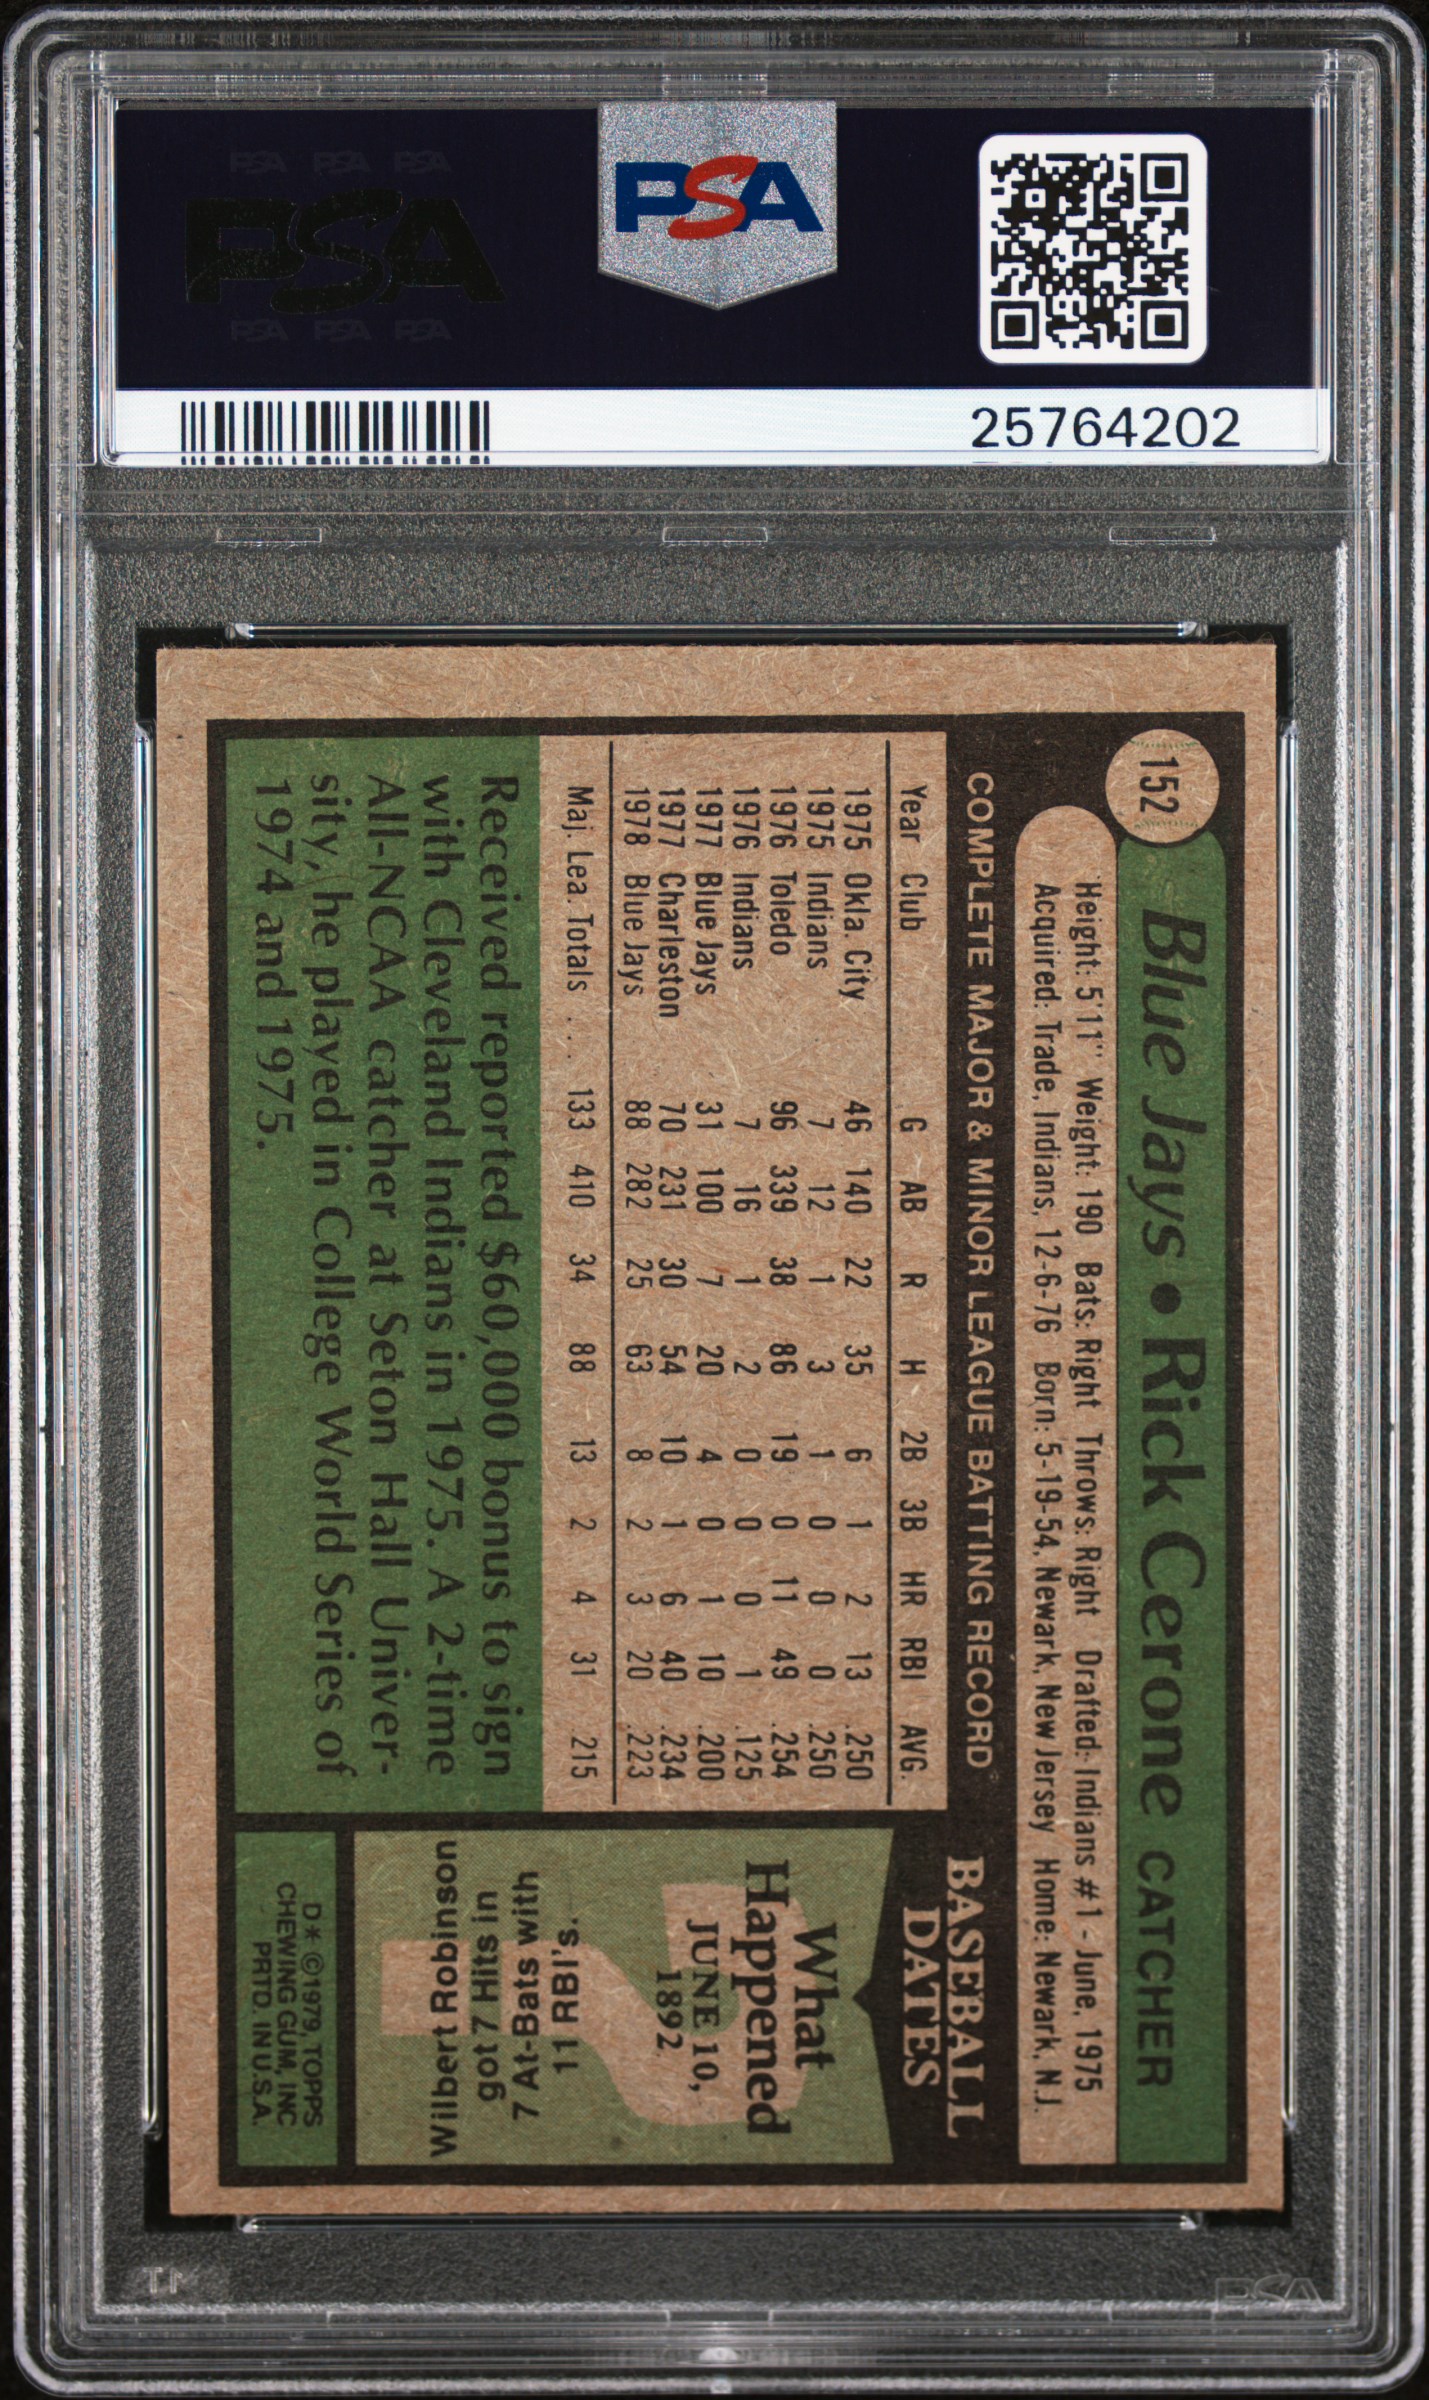 PSA PSA PSA
PSA
PSA PSA PSA
PSA
25764202
152
Blue Jays • Rick Cerone CATCHER
Height: 5'11" Weight: 190 Bats: Right Throws: Right Drafted: Indians #1 - June, 1975
Acquired: Trade, Indians, 12-6-76 Born: 5-19-54, Newark, New Jersey Home: Newark, N.J.
COMPLETE MAJOR & MINOR LEAGUE BATTING RECORD
Year Club G AB R H 2B 3B HR RBI AVG.
1975 Okla. City 46 140 22 35 6 1 2 13 .250
1975 Indians 7 12 1 3 1 0 0 0 .250
1976 Toledo 96 339 38 86 19 0 11 49 .254
1976 Indians 7 16 1 2 0 0 0 1 .125
1977 Blue Jays 31 100 7 20 4 0 1 10 .200
1977 Charleston 70 231 30 54 10 1 6 40 .234
1978 Blue Jays 88 282 25 63 8 2 3 20 .223
Maj. Lea. Totals . . . 133 410 34 88 13 2 4 31 .215
Received reported $60,000 bonus to sign
with Cleveland Indians in 1975. A 2-time
All-NCAA catcher at Seton Hall Univer-
sity, he played in College World Series of
1974 and 1975.
BASEBALL
DATES
What
Happened
JUNE 10,
1892
?
11 RBI's.
7 At-Bats with
got 7 Hits in
Wilbert Robinson
D* ©1979, TOPPS
CHEWING GUM, INC
PRTD. IN U.S.A.
PSA